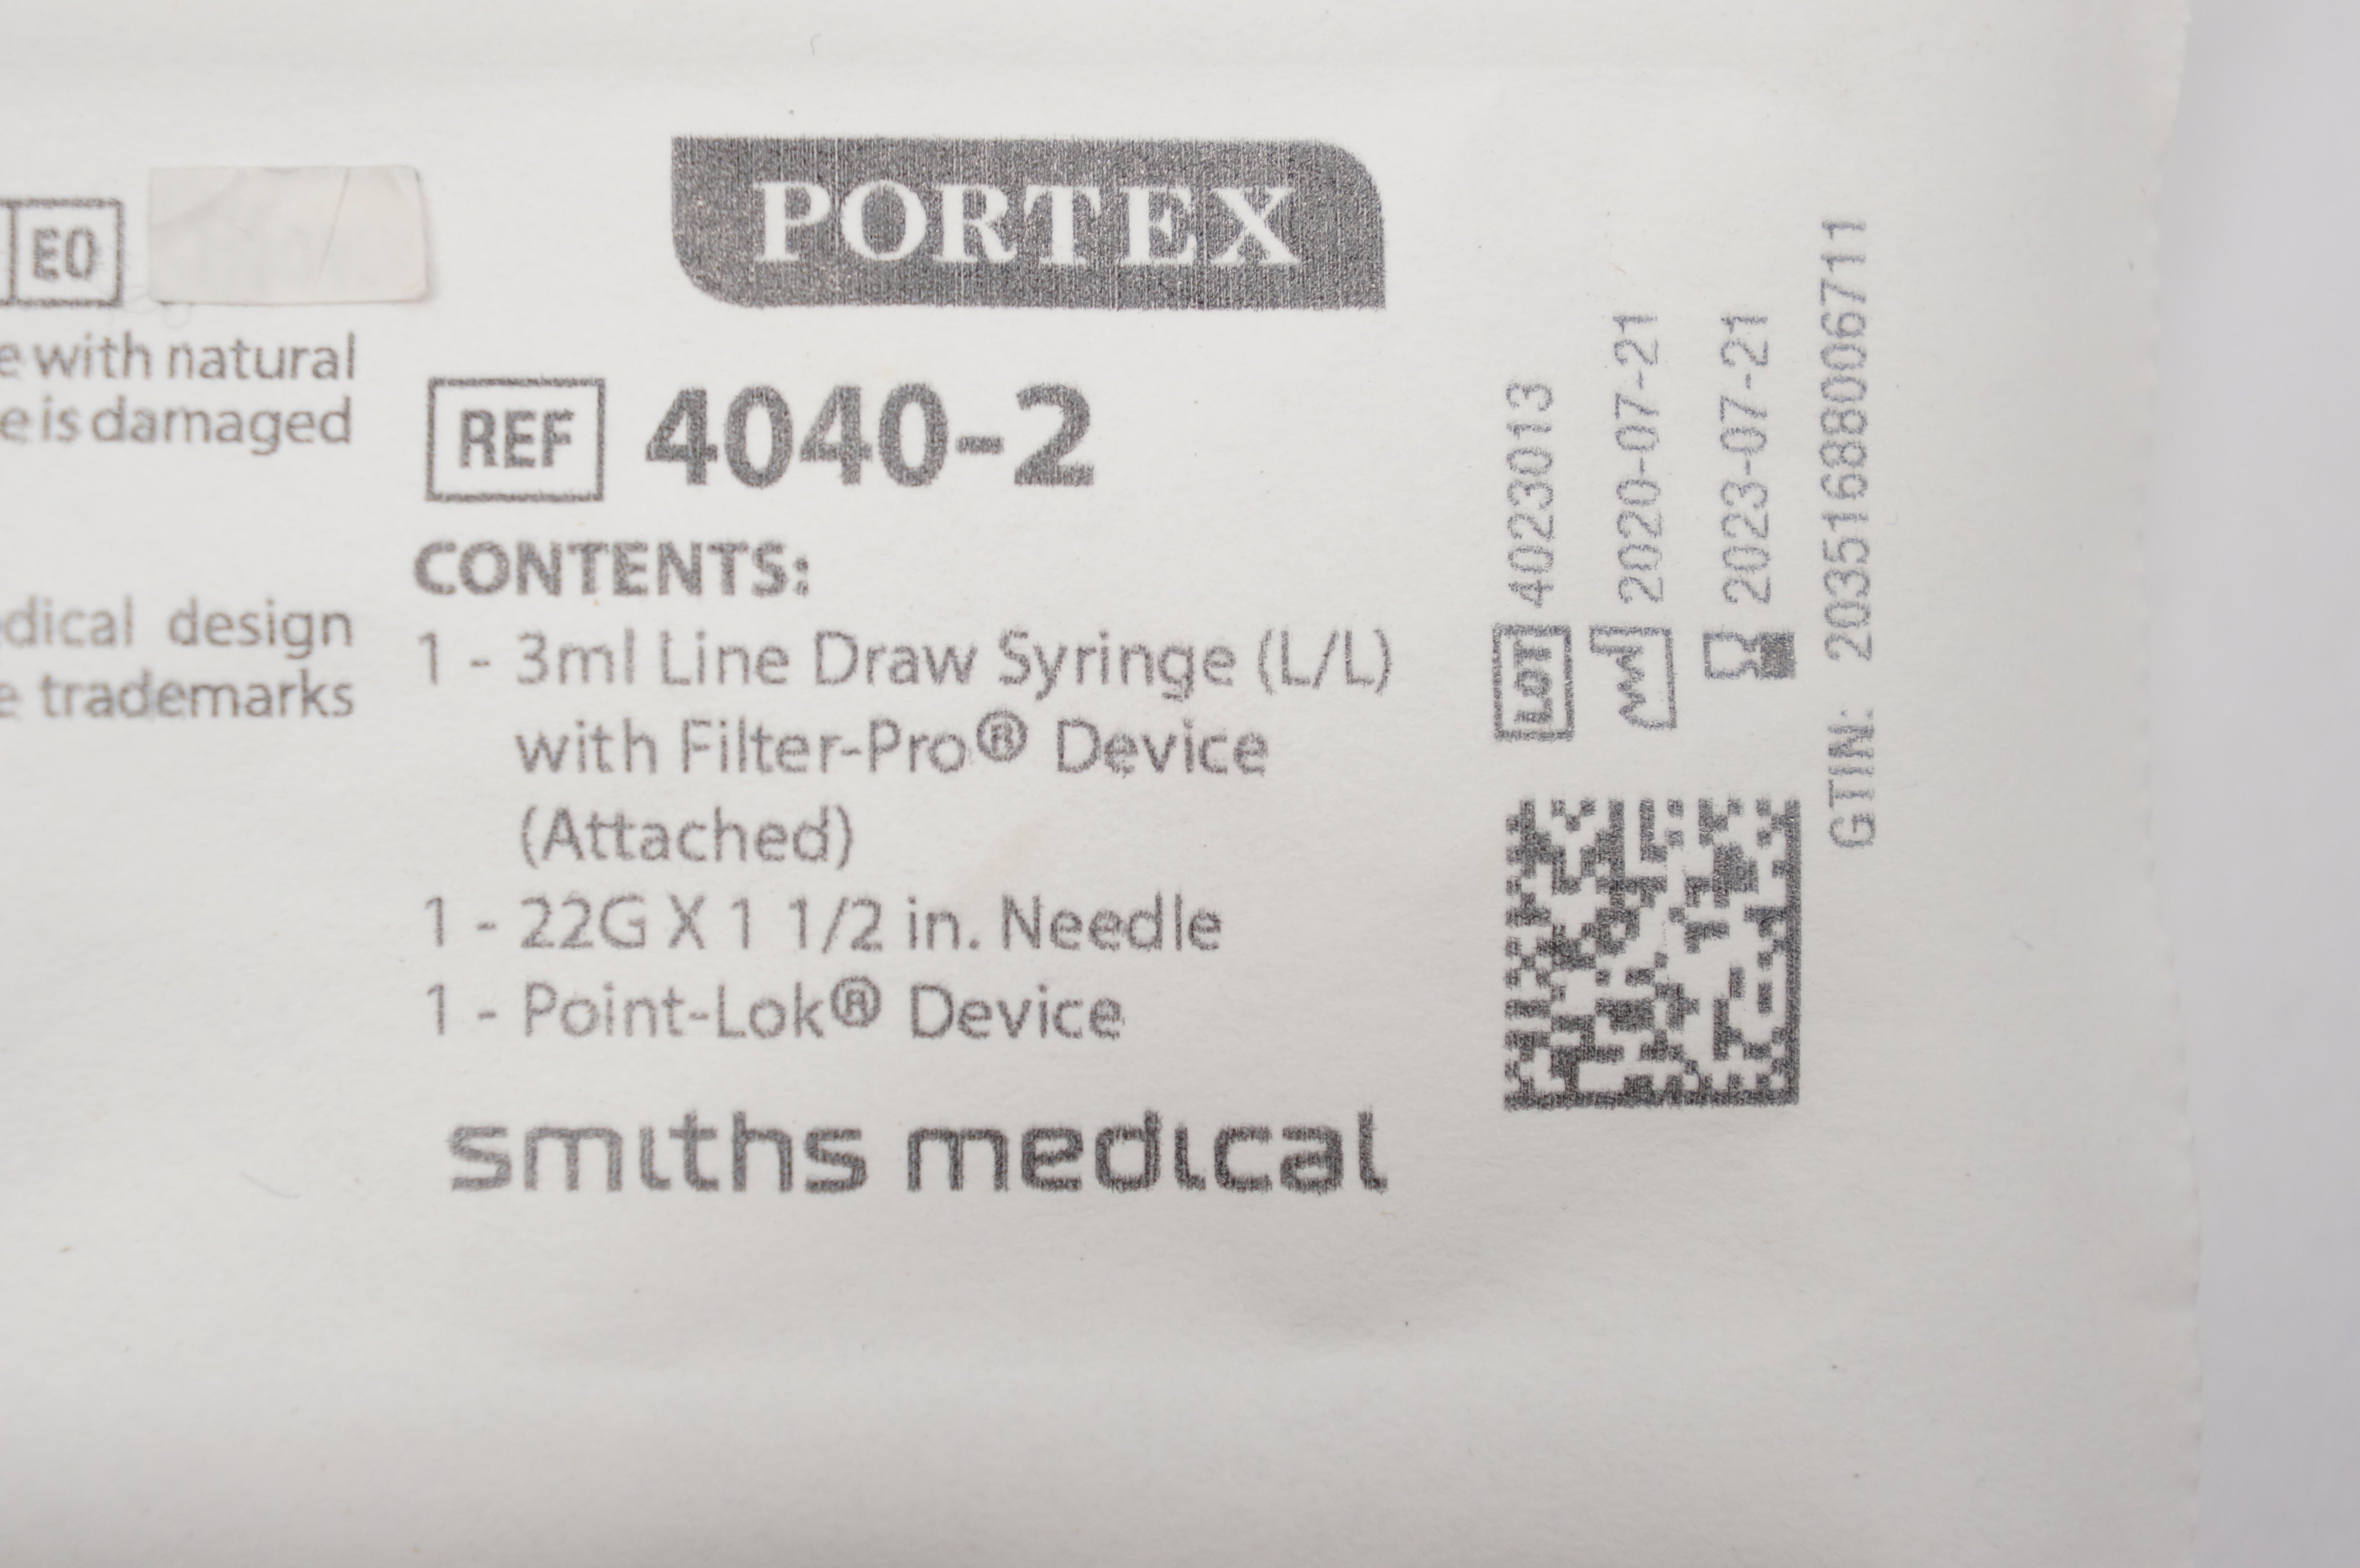 EO
e with natural
e is damaged
dical design
e trademarks
PORTEX
REF 4040-2
CONTENTS:
1 - 3ml Line Draw Syringe (L/L)
with Filter-Pro® Device
(Attached)
1 - 22G X 1 1/2 in. Needle
1 - Point-Lok® Device
smiths medical
LOT 4023013
2020-07-21
2023-07-21
GTIN: 20351688006711